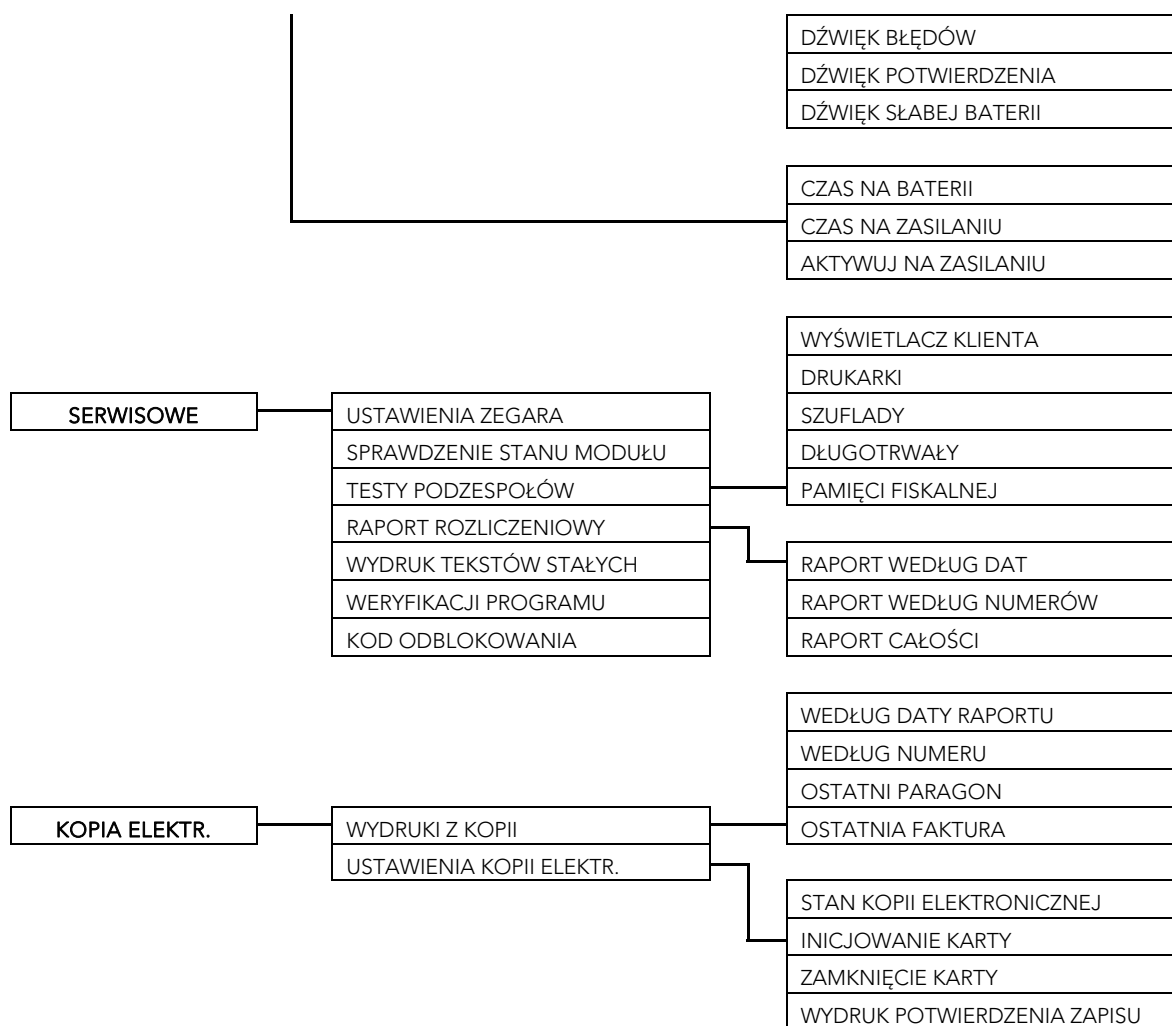 DŹWIĘK BŁĘDÓW
DŹWIĘK POTWIERDZENIA
DŹWIĘK SŁABEJ BATERII
CZAS NA BATERII
CZAS NA ZASILANIU
AKTYWUJ NA ZASILANIU
SERWISOWE
USTAWIENIA ZEGARA
SPRAWDZENIE STANU MODUŁU
TESTY PODZESPOŁÓW
RAPORT ROZLICZENIOWY
WYDRUK TEKSTÓW STAŁYCH
WERYFIKACJI PROGRAMU
KOD ODBLOKOWANIA
WYŚWIETLACZ KLIENTA
DRUKARKI
SZUFLADY
DŁUGOTRWAŁY
PAMIĘCI FISKALNEJ
RAPORT WEDŁUG DAT
RAPORT WEDŁUG NUMERÓW
RAPORT CAŁOŚCI
KOPIA ELEKTR.
WYDRUKI Z KOPII
USTAWIENIA KOPII ELEKTR.
WEDŁUG DATY RAPORTU
WEDŁUG NUMERU
OSTATNI PARAGON
OSTATNIA FAKTURA
STAN KOPII ELEKTRONICZNEJ
INICJOWANIE KARTY
ZAMKNIĘCIE KARTY
WYDRUK POTWIERDZENIA ZAPISU